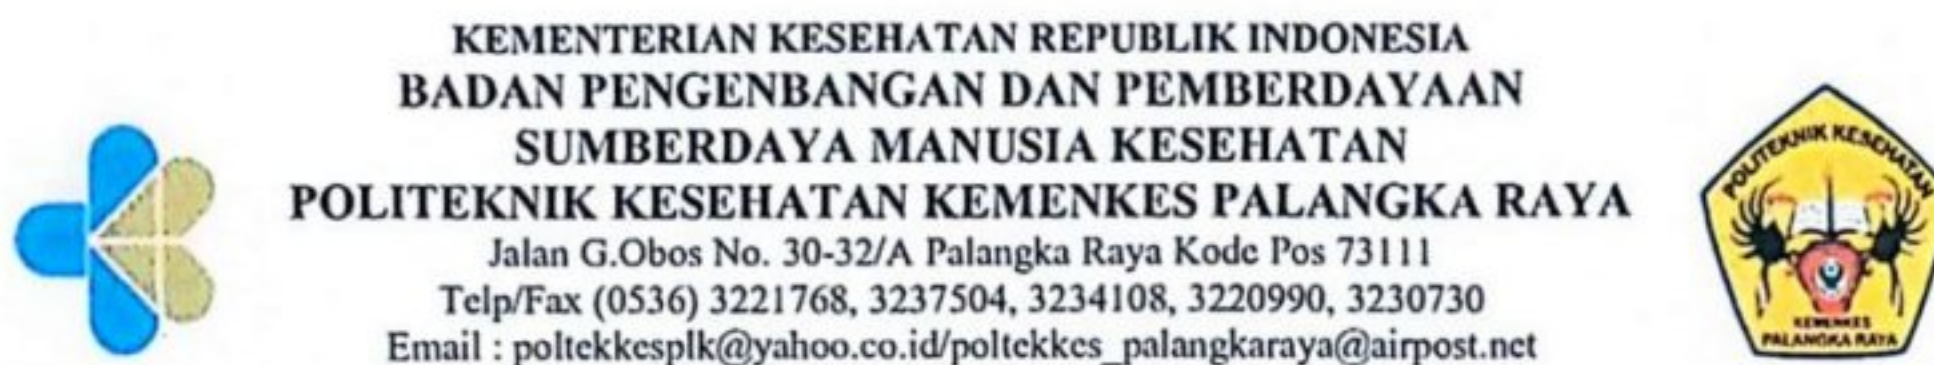 KEMENTERIAN KESEHATAN REPUBLIK INDONESIA
BADAN PENGENBANGAN DAN PEMBERDAYAAN
SUMBERDAYA MANUSIA KESEHATAN
POLITEKNIK KESEHATAN KEMENKES PALANGKA RAYA
Jalan G.Obos No. 30-32/A Palangka Raya Kode Pos 73111
Telp/Fax (0536) 3221768, 3237504, 3234108, 3220990, 3230730
Email : poltekkesplk@yahoo.co.id/poltekkes_palangkaraya@airpost.net
POLITEKNIK KESEHATAN
KEMENKES
PALANGKA RAYA